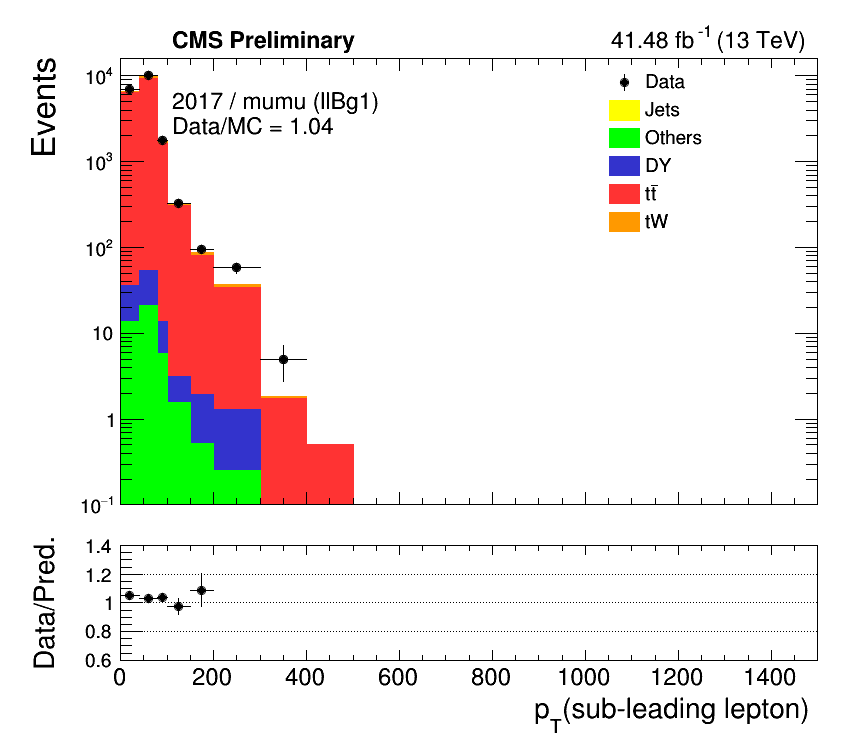 CMS Preliminary
41.48 fb⁻¹ (13 TeV)
Events
10⁴
10³
10²
10
1
10⁻¹
2017 / mumu (llBg1)
Data/MC = 1.04
Data
Jets
Others
DY
tt̄
tW
Data/Pred.
1.4
1.2
1
0.8
0.6
0 200 400 600 800 1000 1200 1400
p_T(sub-leading lepton)